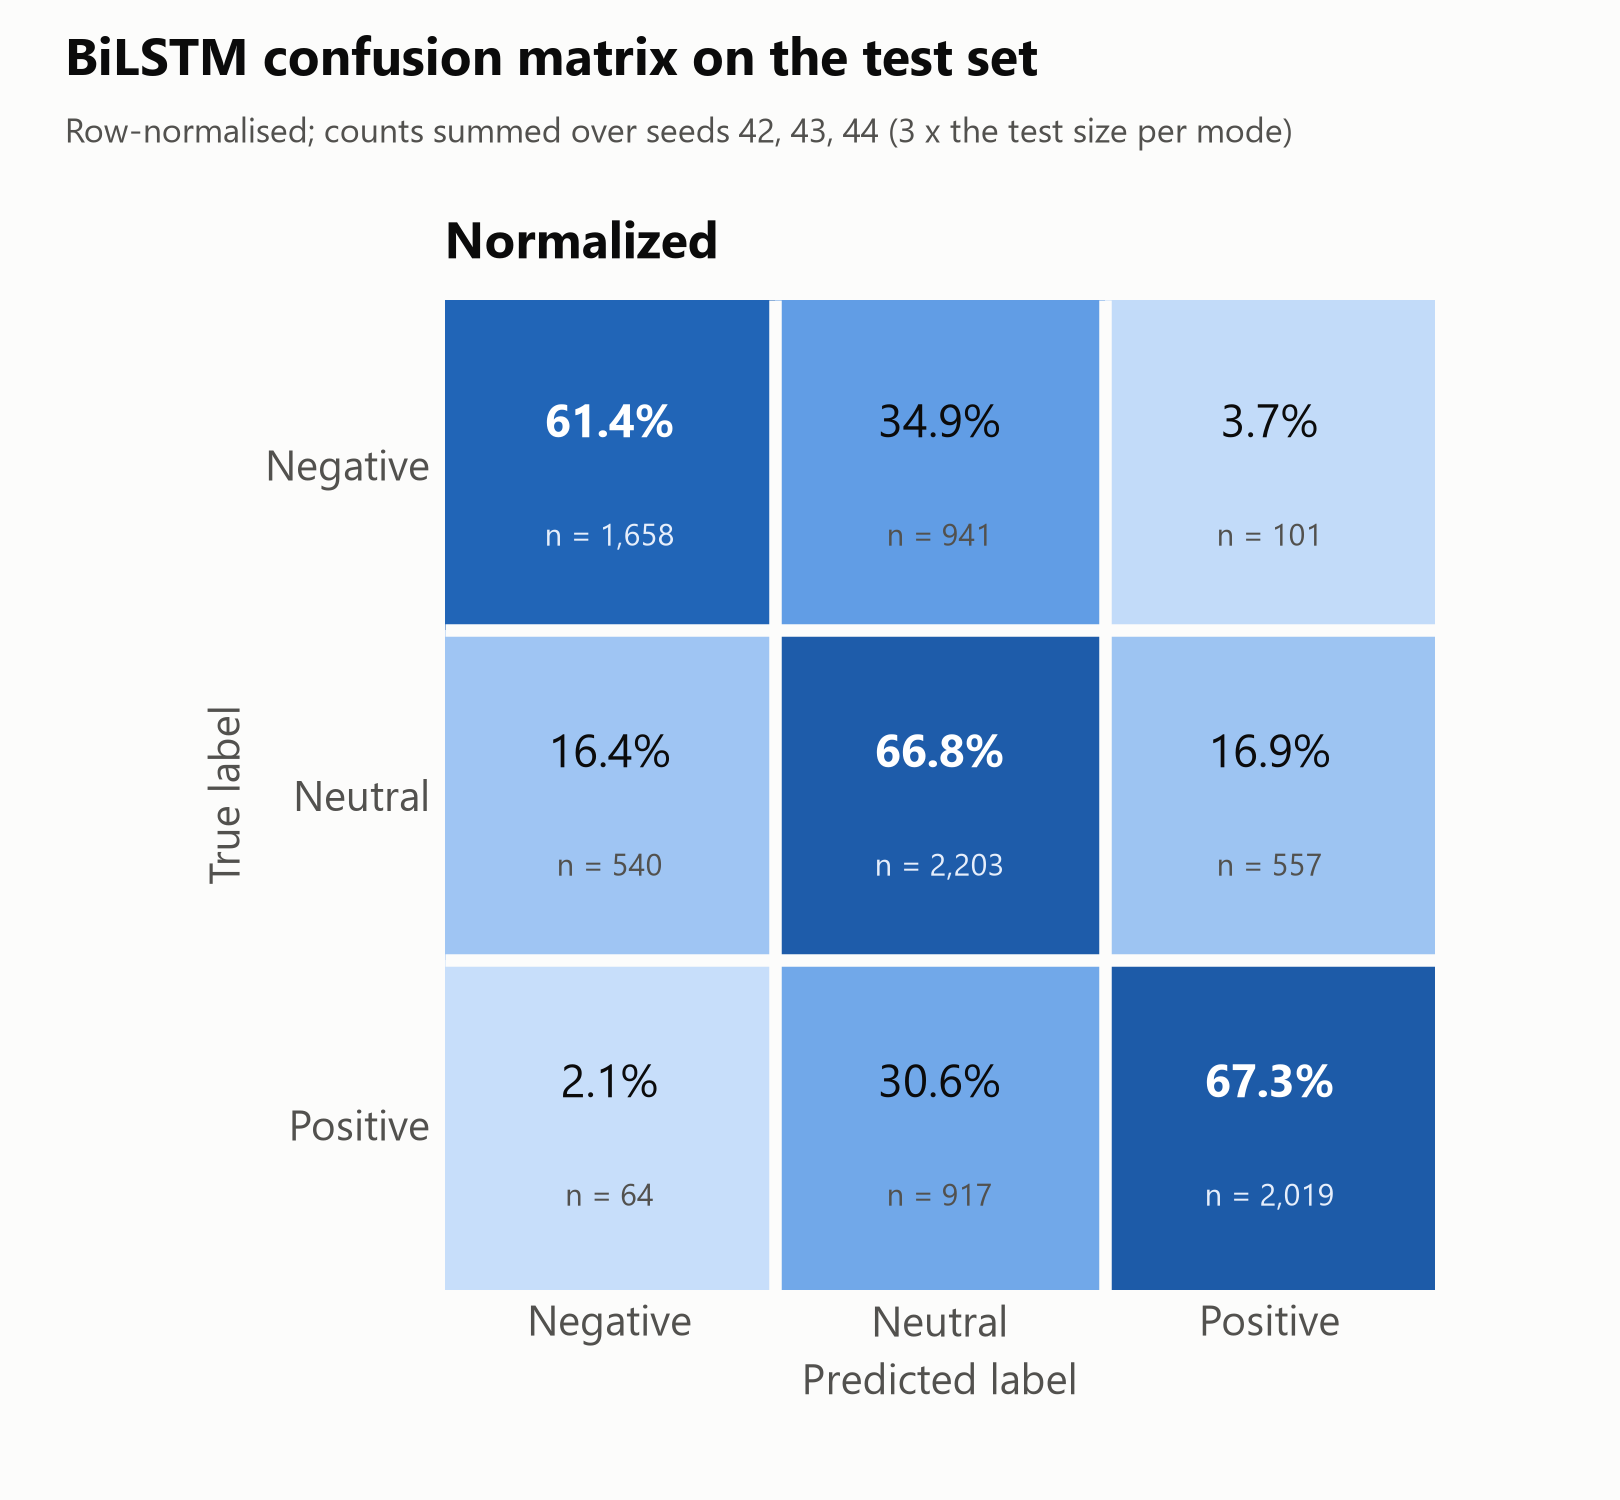 BiLSTM confusion matrix on the test set
Row-normalised; counts summed over seeds 42, 43, 44 (3 x the test size per mode)
Normalized
True label
Negative
61.4%
34.9%
3.7%
n = 1,658
n = 941
n = 101
Neutral
16.4%
66.8%
16.9%
n = 540
n = 2,203
n = 557
Positive
2.1%
30.6%
67.3%
n = 64
n = 917
n = 2,019
Negative
Neutral
Positive
Predicted label